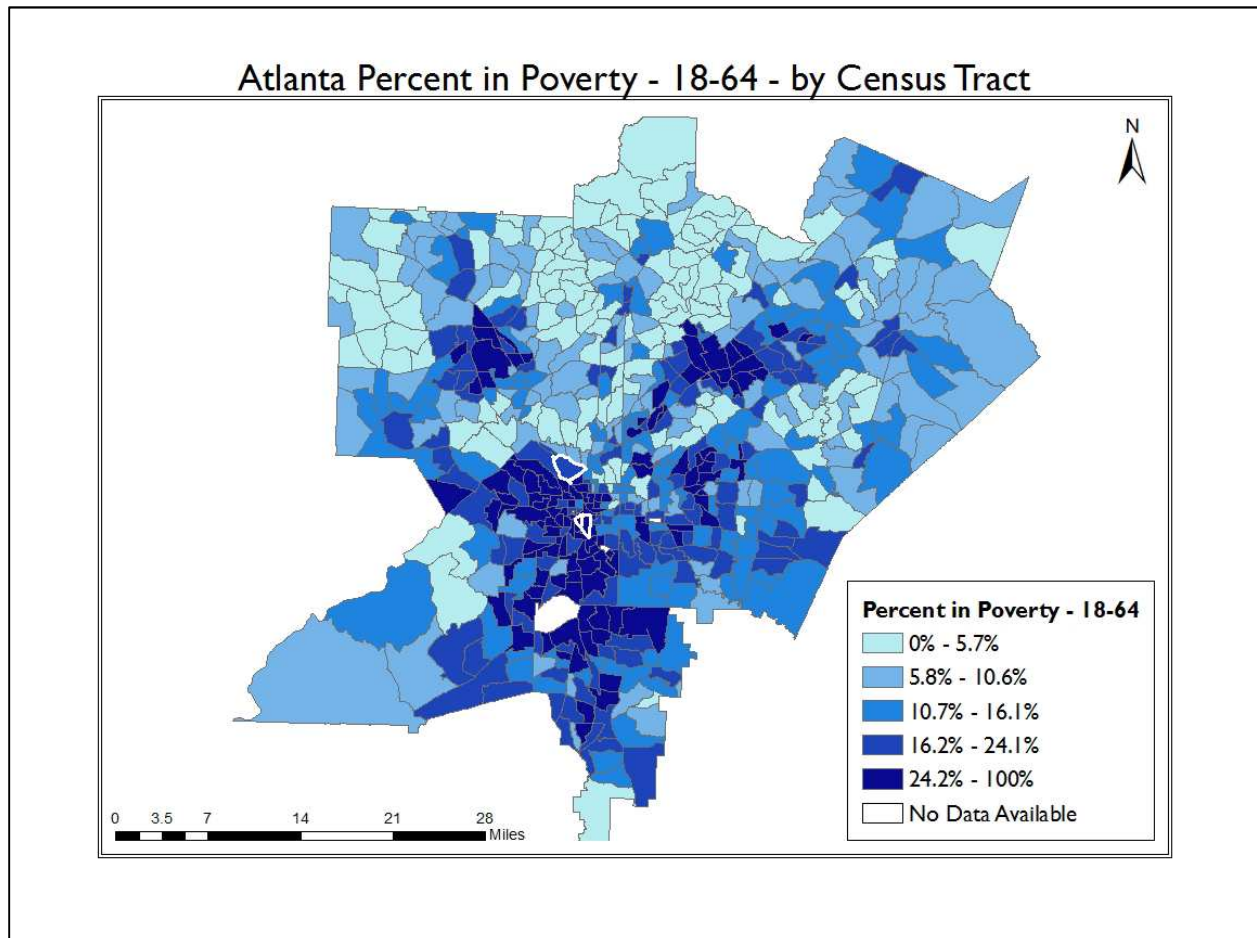 Atlanta Percent in Poverty - 18-64 - by Census Tract
N
Percent in Poverty - 18-64
0% - 5.7%
5.8% - 10.6%
10.7% - 16.1%
16.2% - 24.1%
24.2% - 100%
No Data Available
0 3.5 7 14 21 28
Miles